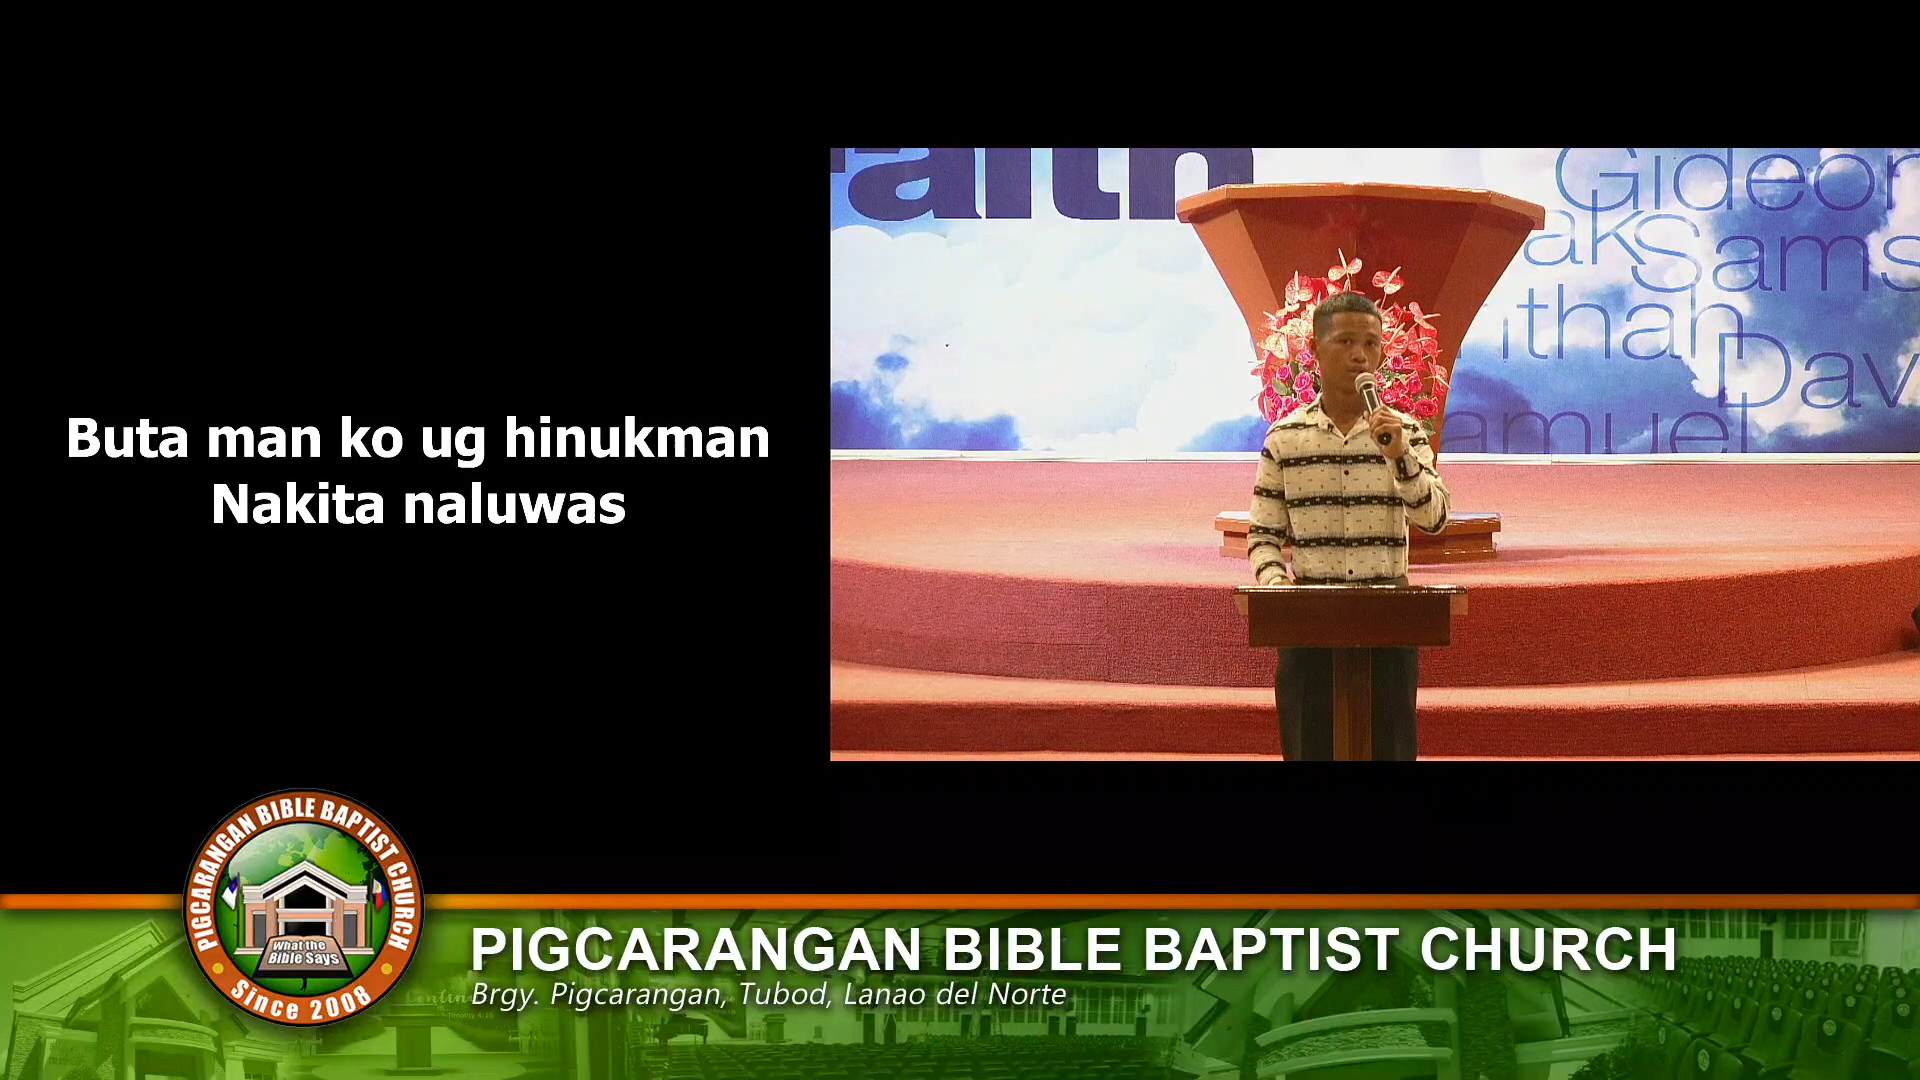 Buta man ko ug hinukman
Nakita naluwas
aith
Gideon
Sams
ithah
Dav
amuel
PIGCARANGAN BIBLE BAPTIST CHURCH
What the
Bible Says
Since 2008
PIGCARANGAN BIBLE BAPTIST CHURCH
Brgy. Pigcarangan, Tubod, Lanao del Norte